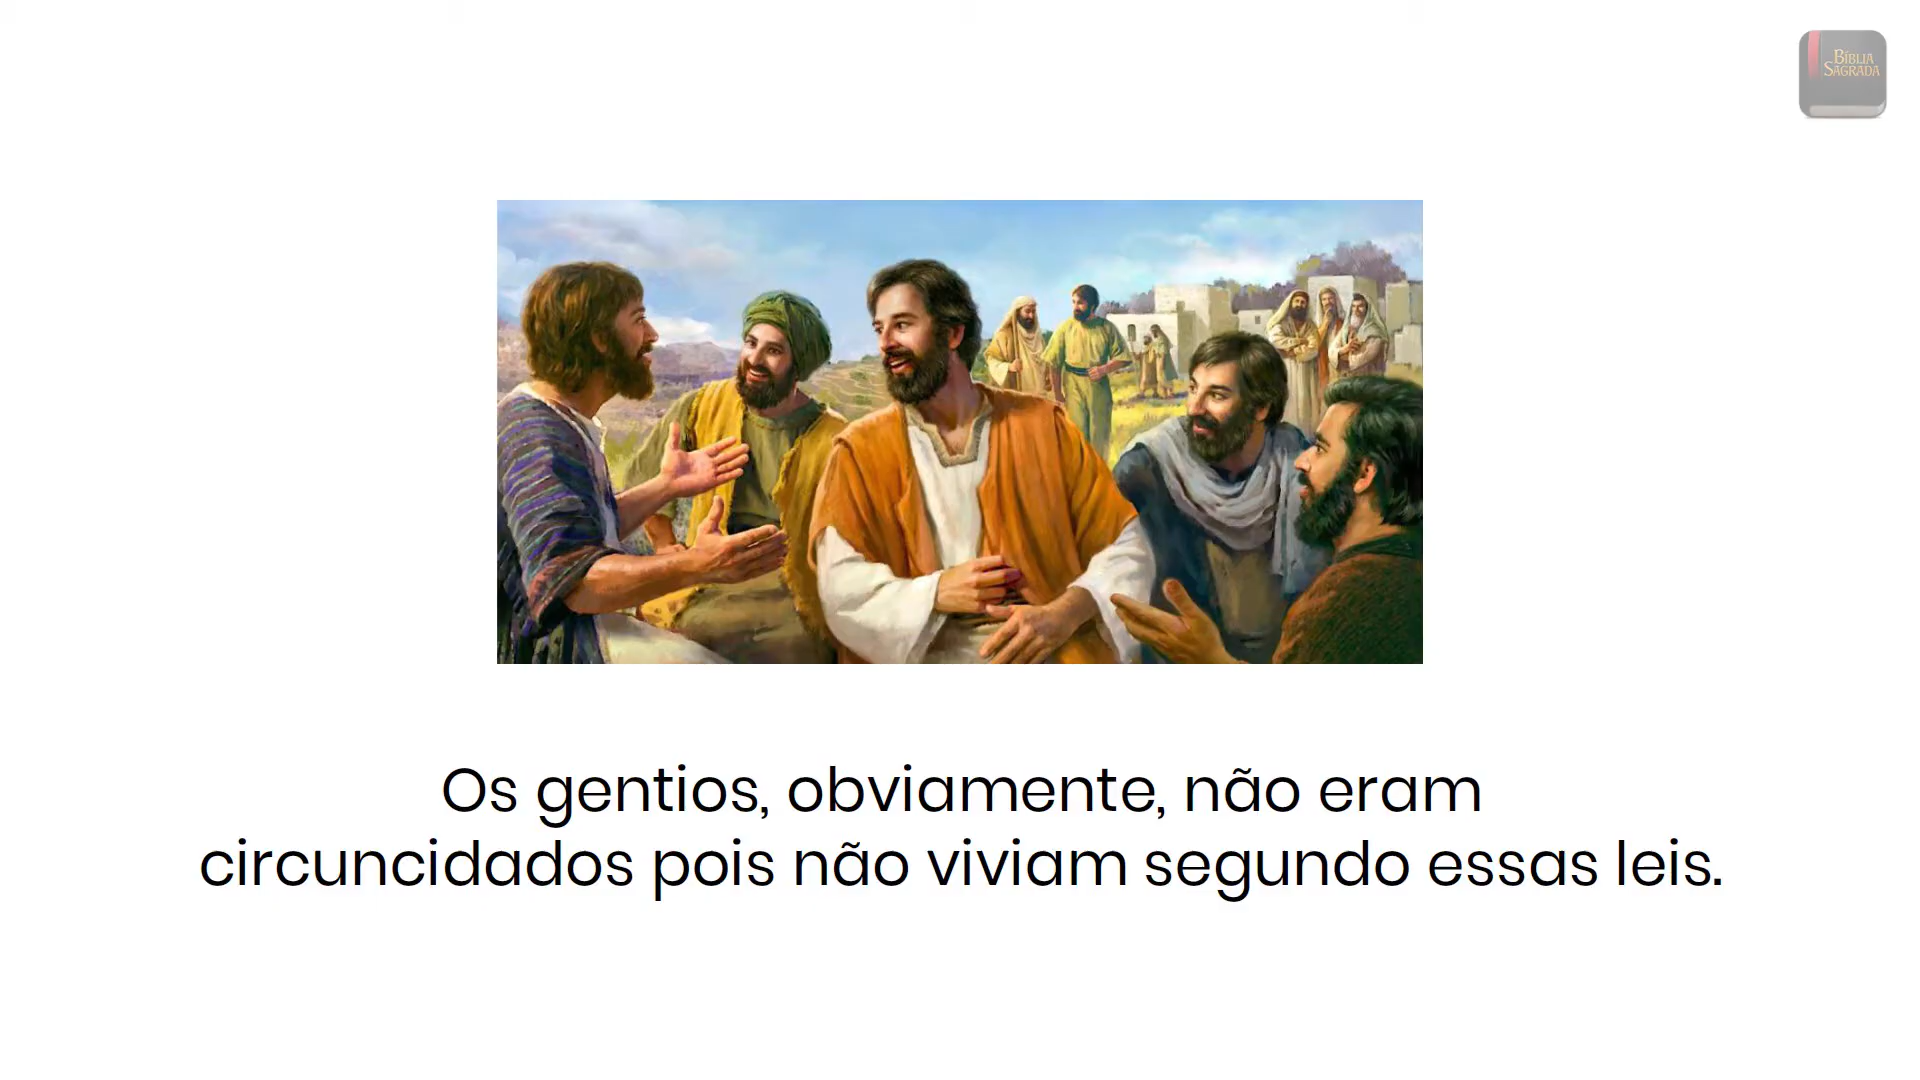 BÍBLIA
SAGRADA
Os gentios, obviamente, não eram
circuncidados pois não viviam segundo essas leis.